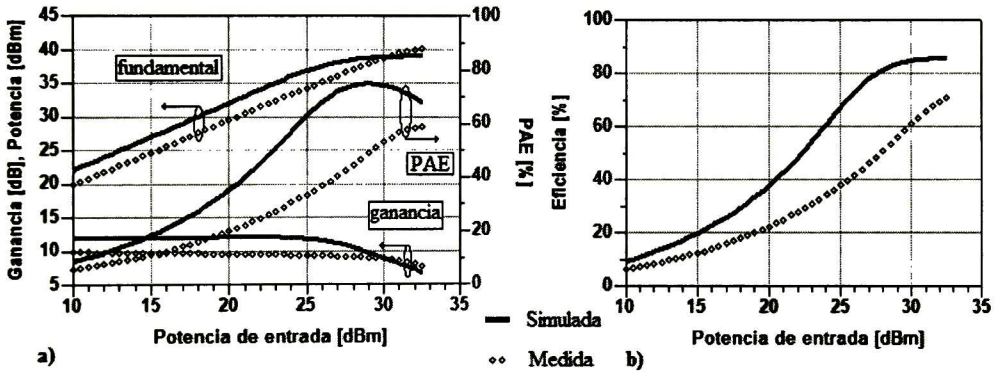 Ganancia [dB], Potencia [dBm]
45
40
35
30
25
20
15
10
5
100
80
60
40
20
0
PAE [%]
fundamental
PAE
ganancia
10 15 20 25 30 35
Potencia de entrada [dBm]
a)
Eficiencia [%]
100
80
60
40
20
0
10 15 20 25 30 35
Potencia de entrada [dBm]
b)
Simulada
Medida